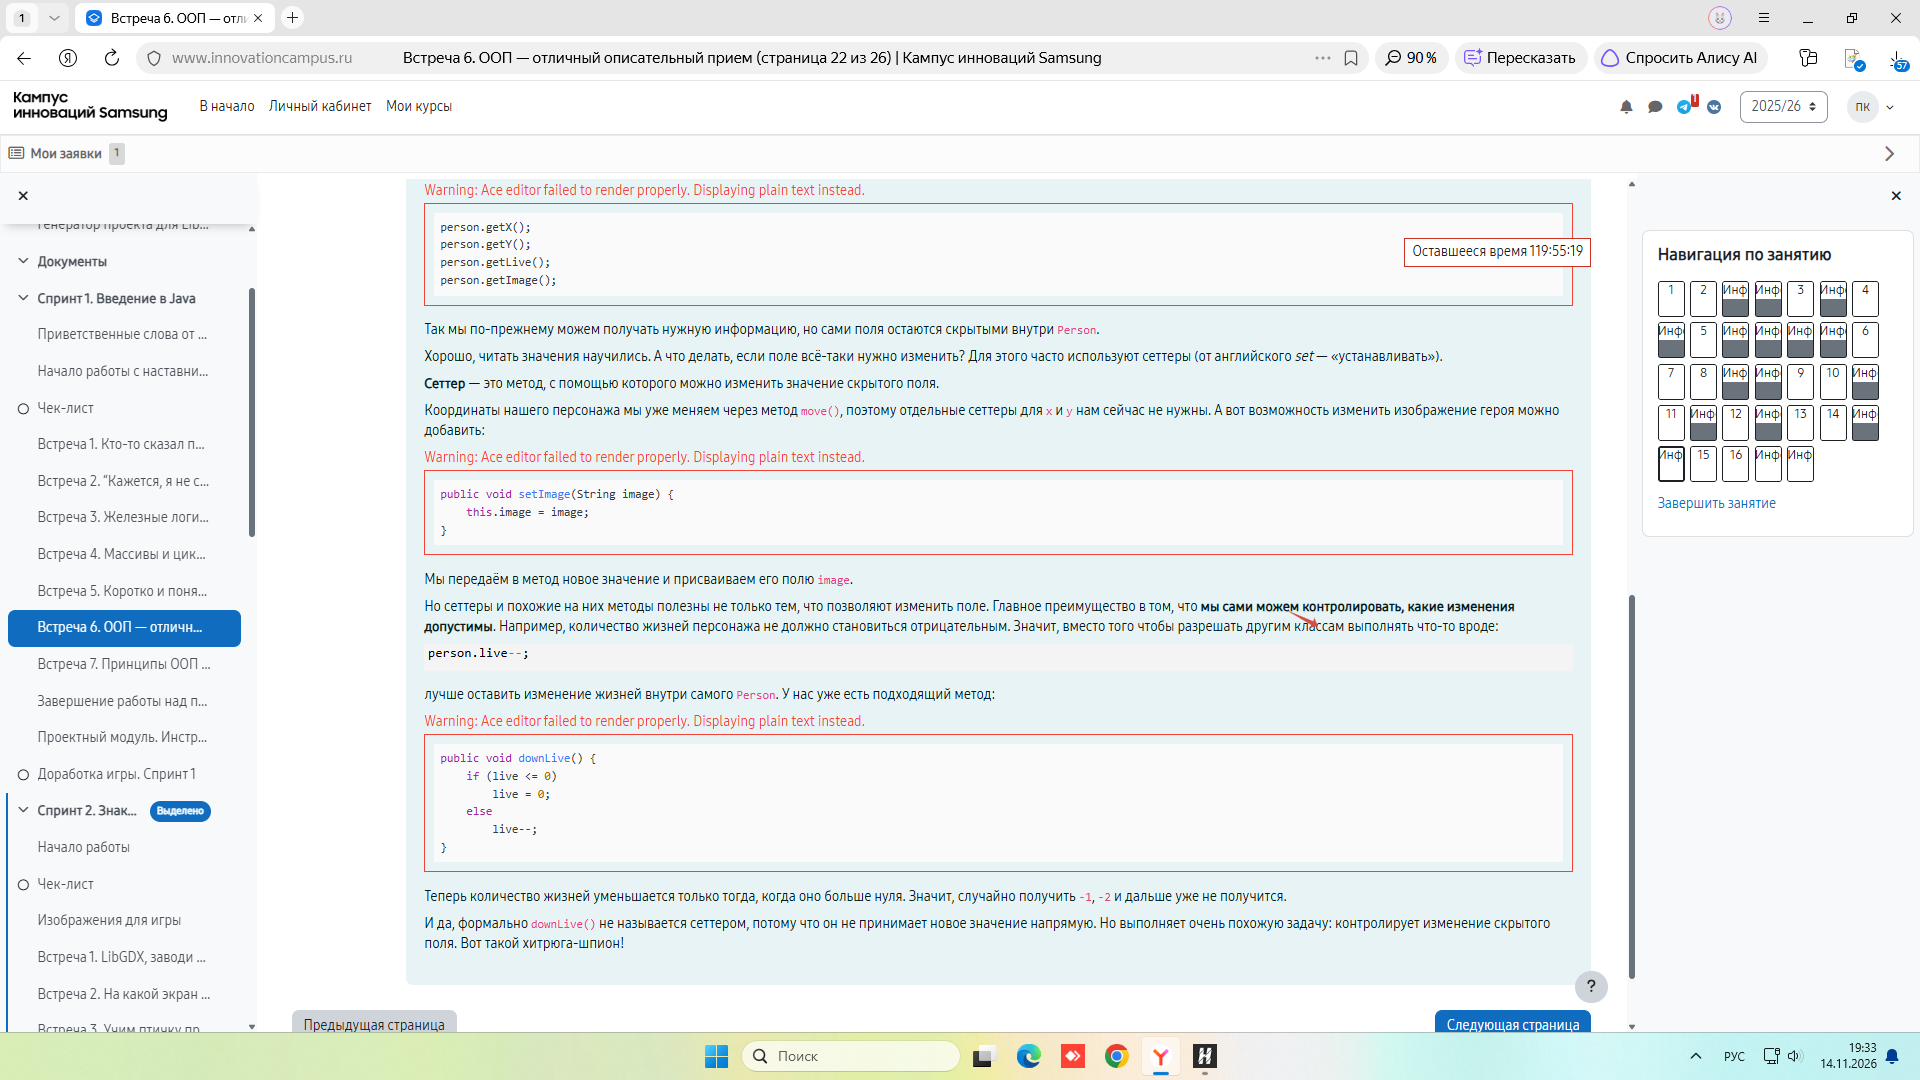 1
Встреча 6. ООП — отли
www.innovationcampus.ru
Встреча 6. ООП — отличный описательный прием (страница 22 из 26) | Кампус инноваций Samsung
90 %
Пересказать
Спросить Алису AI
57
Кампус
инноваций Samsung
В начало
Личный кабинет
Мои курсы
1
2025/26
ПК
Мои заявки 1
Генератор проекта для Lib...
Документы
Спринт 1. Введение в Java
Приветственные слова от ...
Начало работы с наставни...
Чек-лист
Встреча 1. Кто-то сказал п...
Встреча 2. “Кажется, я не с...
Встреча 3. Железные логи...
Встреча 4. Массивы и цик...
Встреча 5. Коротко и поня...
Встреча 6. ООП — отличн...
Встреча 7. Принципы ООП ...
Завершение работы над п...
Проектный модуль. Инстр...
Доработка игры. Спринт 1
Спринт 2. Знак... Выделено
Начало работы
Чек-лист
Изображения для игры
Встреча 1. LibGDX, заводи ...
Встреча 2. На какой экран ...
Встреча 3. Учим птичку пр...
Warning: Ace editor failed to render properly. Displaying plain text instead.
person.getX();
person.getY();
person.getLive();
person.getImage();
Оставшееся время 119:55:19
Так мы по-прежнему можем получать нужную информацию, но сами поля остаются скрытыми внутри Person.
Хорошо, читать значения научились. А что делать, если поле всё-таки нужно изменить? Для этого часто используют сеттеры (от английского set — «устанавливать»).
Сеттер — это метод, с помощью которого можно изменить значение скрытого поля.
Координаты нашего персонажа мы уже меняем через метод move(), поэтому отдельные сеттеры для x и y нам сейчас не нужны. А вот возможность изменить изображение героя можно
добавить:
Warning: Ace editor failed to render properly. Displaying plain text instead.
public void setImage(String image) {
this.image = image;
}
Мы передаём в метод новое значение и присваиваем его полю image.
Но сеттеры и похожие на них методы полезны не только тем, что позволяют изменить поле. Главное преимущество в том, что мы сами можем контролировать, какие изменения
допустимы. Например, количество жизней персонажа не должно становиться отрицательным. Значит, вместо того чтобы разрешать другим классам выполнять что-то вроде:
person.live--;
лучше оставить изменение жизней внутри самого Person. У нас уже есть подходящий метод:
Warning: Ace editor failed to render properly. Displaying plain text instead.
public void downLive() {
if (live <= 0)
live = 0;
else
live--;
}
Теперь количество жизней уменьшается только тогда, когда оно больше нуля. Значит, случайно получить -1, -2 и дальше уже не получится.
И да, формально downLive() не называется сеттером, потому что он не принимает новое значение напрямую. Но выполняет очень похожую задачу: контролирует изменение скрытого
поля. Вот такой хитрюга-шпион!
?
Предыдущая страница
Следующая страница
Навигация по занятию
1 2 Инф Инф 3 Инф 4
Инф 5 Инф Инф Инф Инф 6
7 8 Инф Инф 9 10 Инф
11 Инф 12 Инф 13 14 Инф
Инф 15 16 Инф Инф
Завершить занятие
Поиск
РУС
19:33
14.11.2026